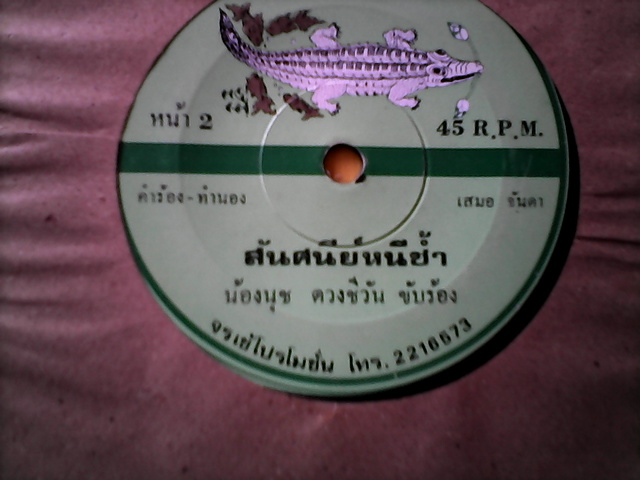 หน้า 2
45 R.P.M.
คำร้อง-ทำนอง
เสมอ จันดา
สันศนีย์หนีช้ำ
น้องนุช ดวงชีวัน ขับร้อง
จรเข้โปรโมชั่น โทร. 2216573